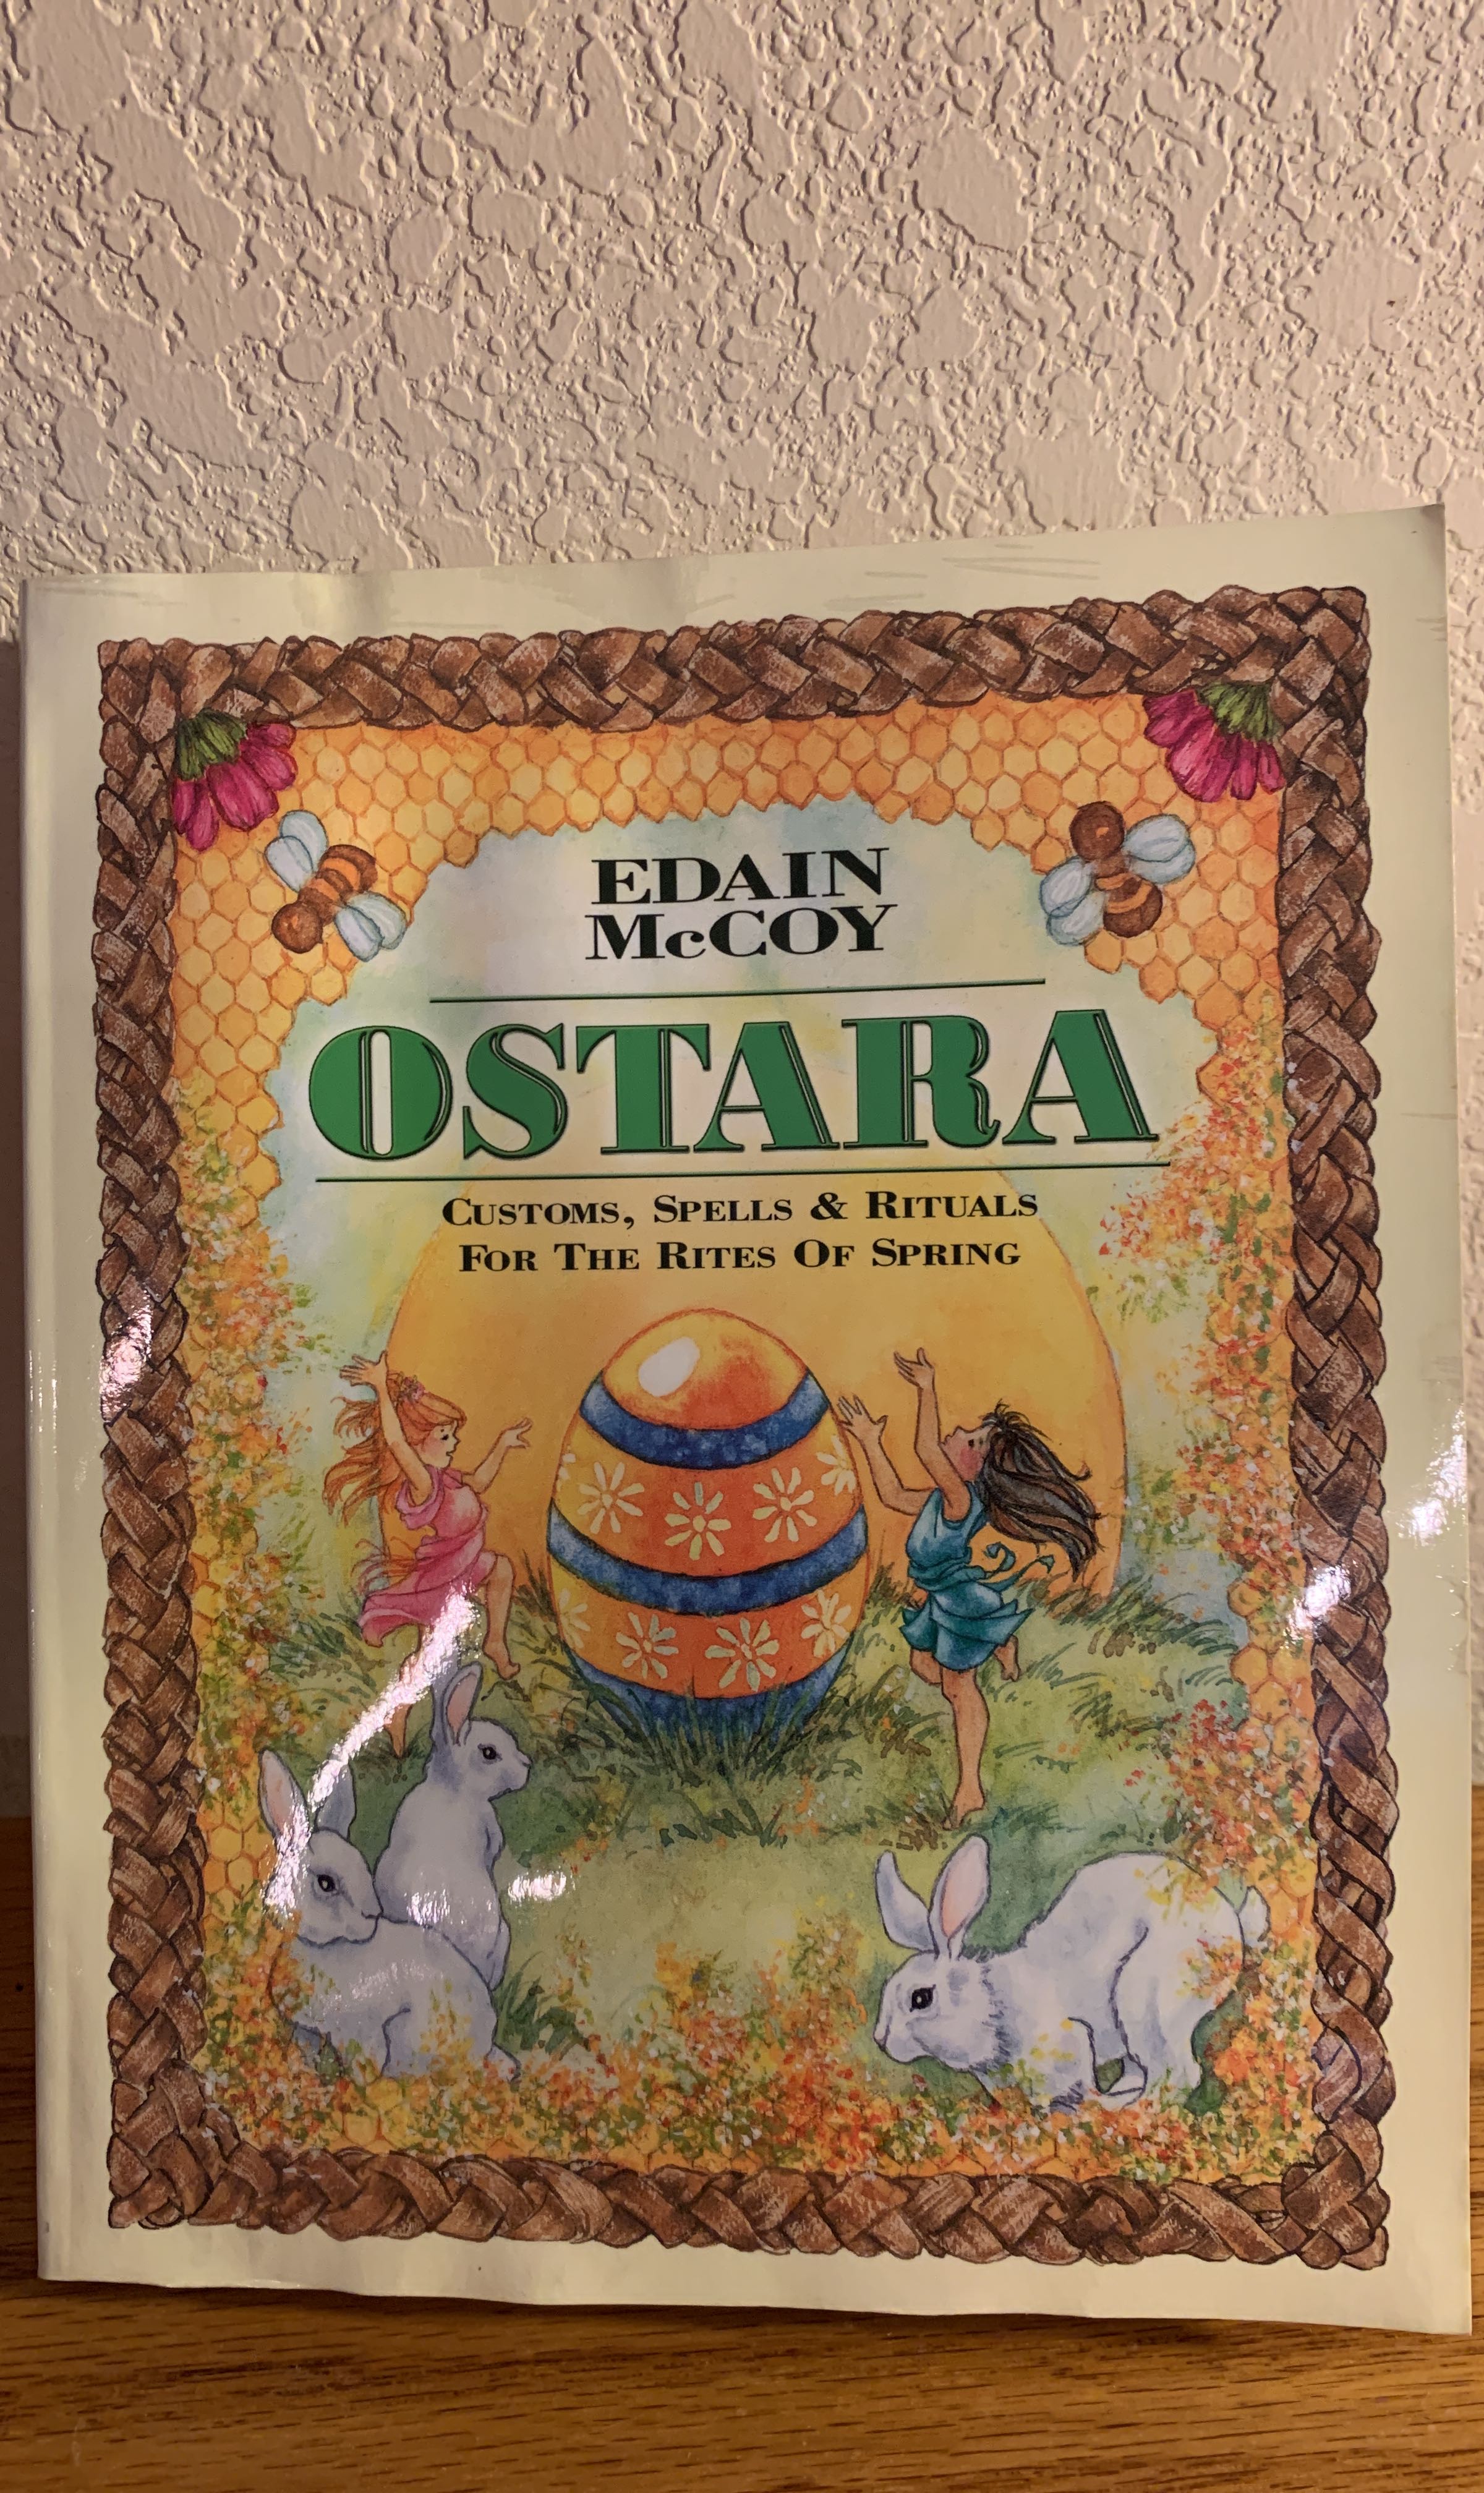 EDAIN
McCOY
OSTARA
CUSTOMS, SPELLS & RITUALS
FOR THE RITES OF SPRING